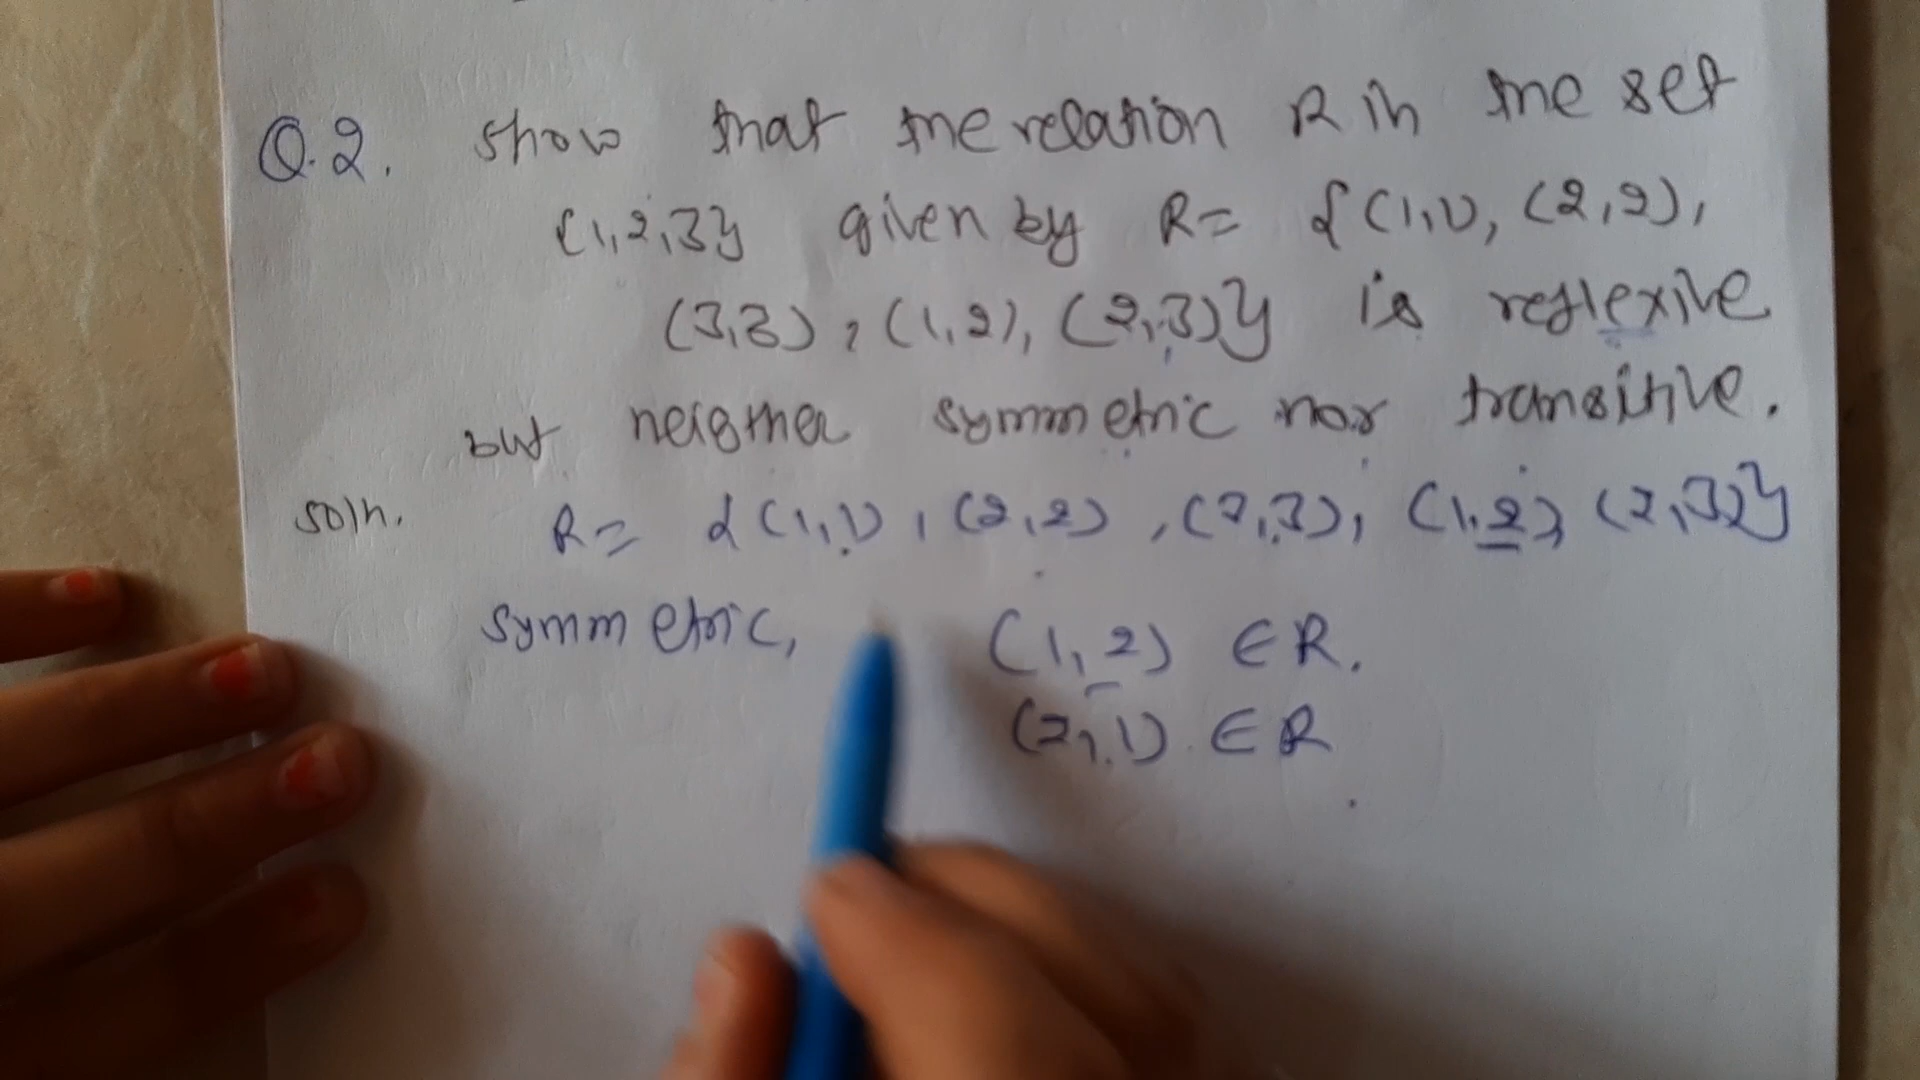 Q.2. show that the relation R in the set
{1,2,3} given by R= {(1,1), (2,2),
(3,3), (1,2), (2,3)} is reflexive
but neigther symmetric nor transitive.
soln. R= {(1,1), (2,2), (3,3), (1,2), (2,3)}
symmetric, (1,2) ∈ R.
(2,1) ∈ R